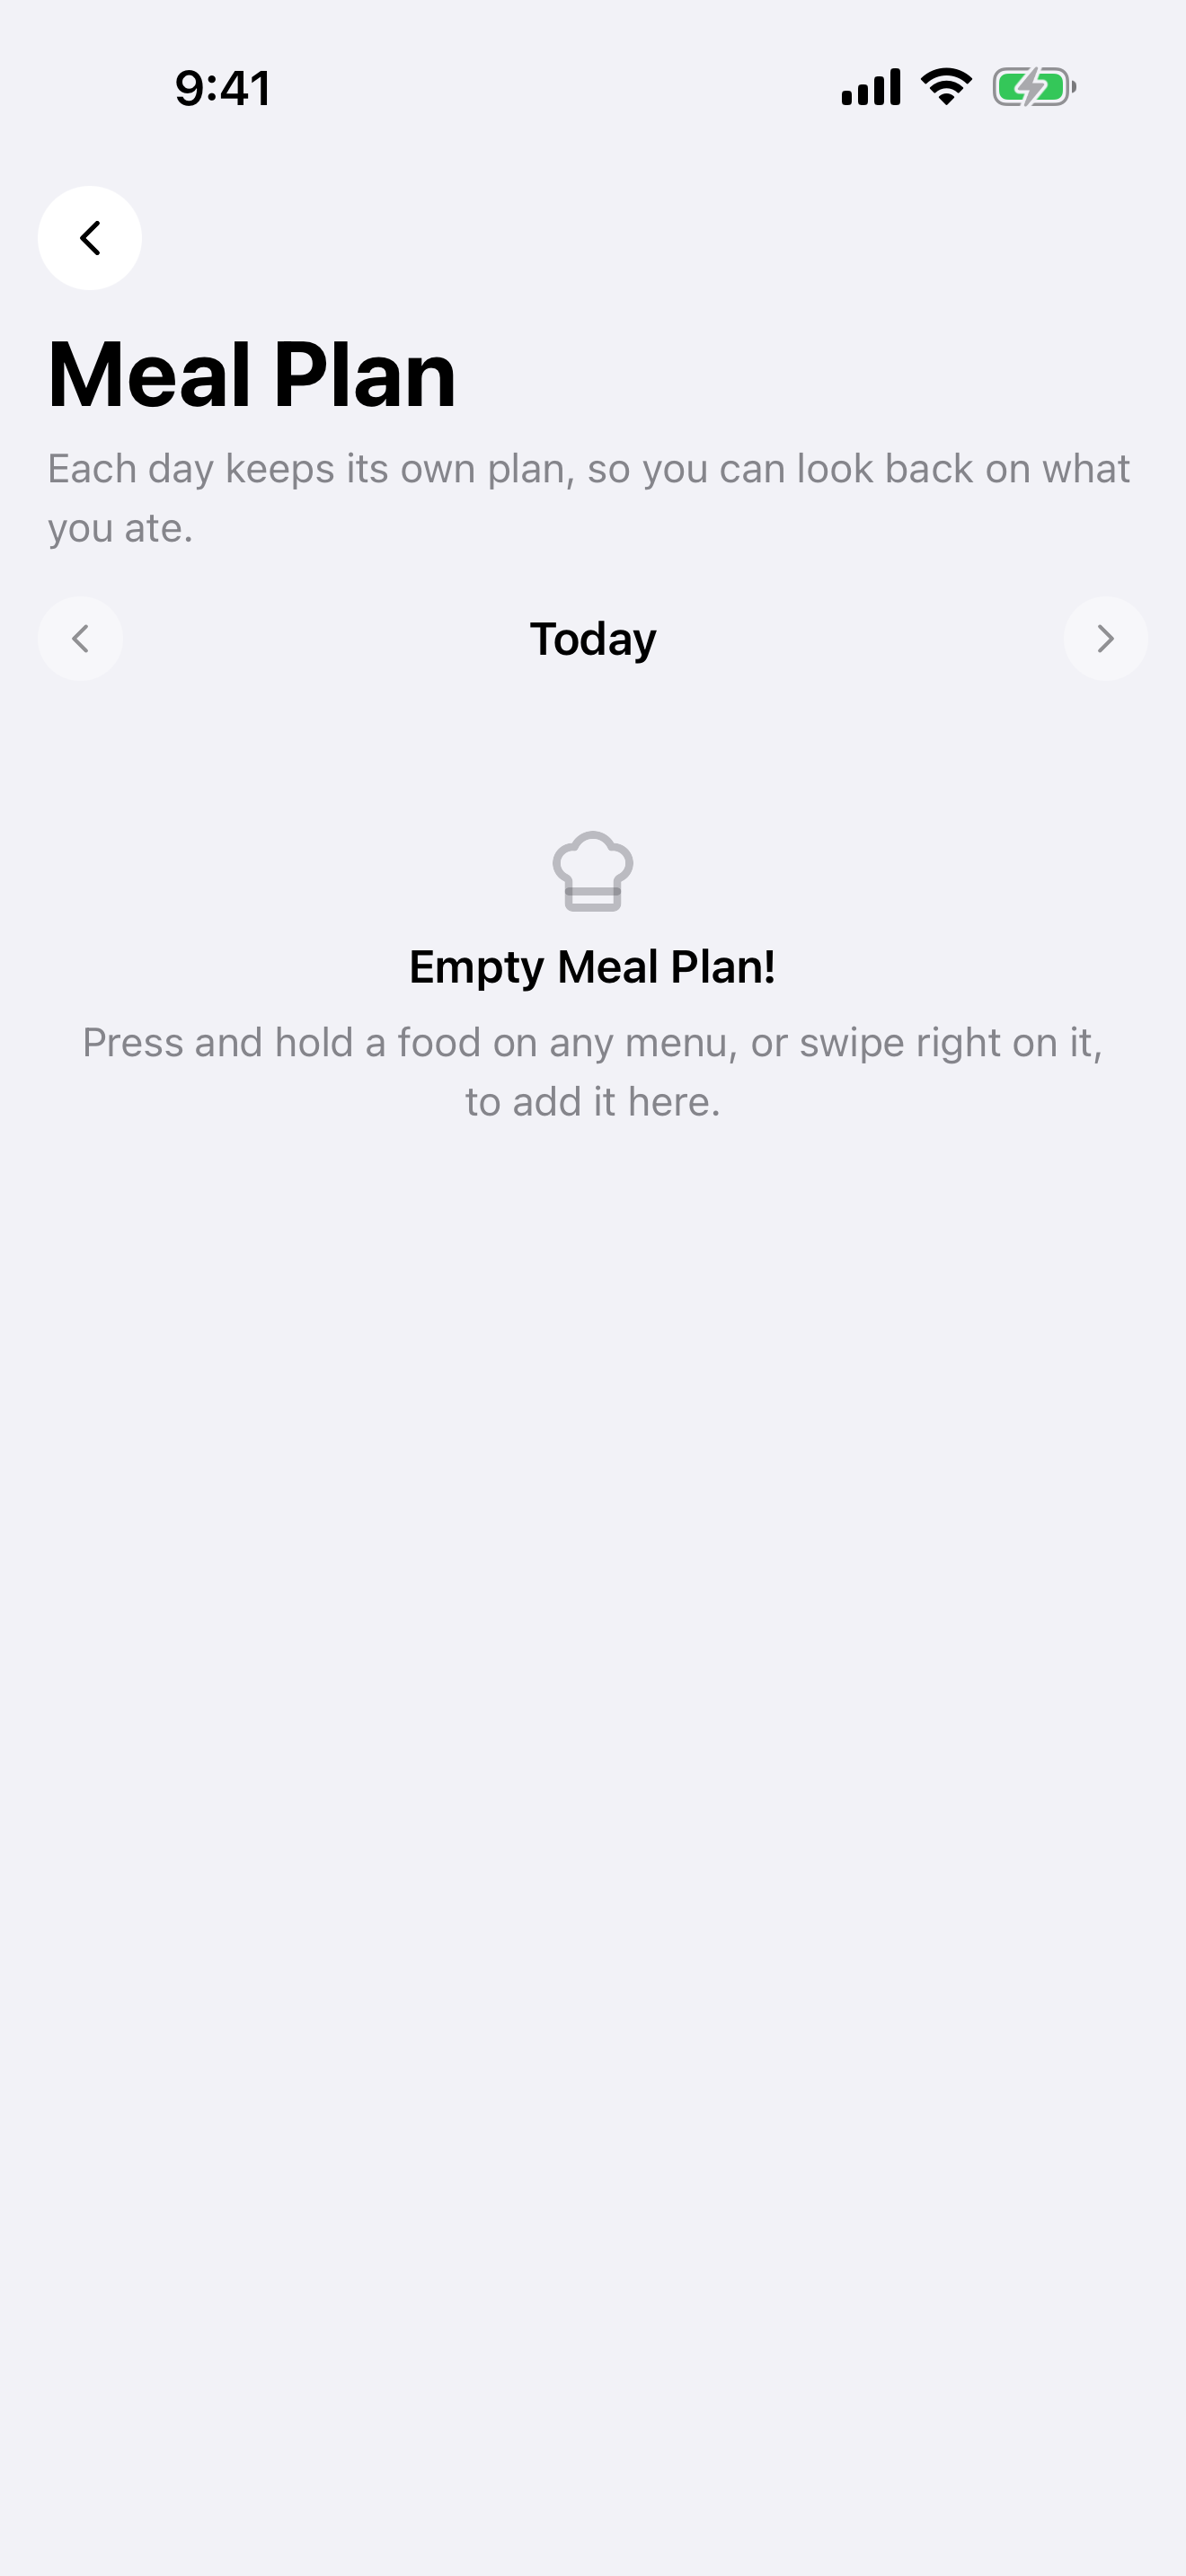 9:41
Meal Plan
Each day keeps its own plan, so you can look back on what
you ate.
Today
Empty Meal Plan!
Press and hold a food on any menu, or swipe right on it,
to add it here.